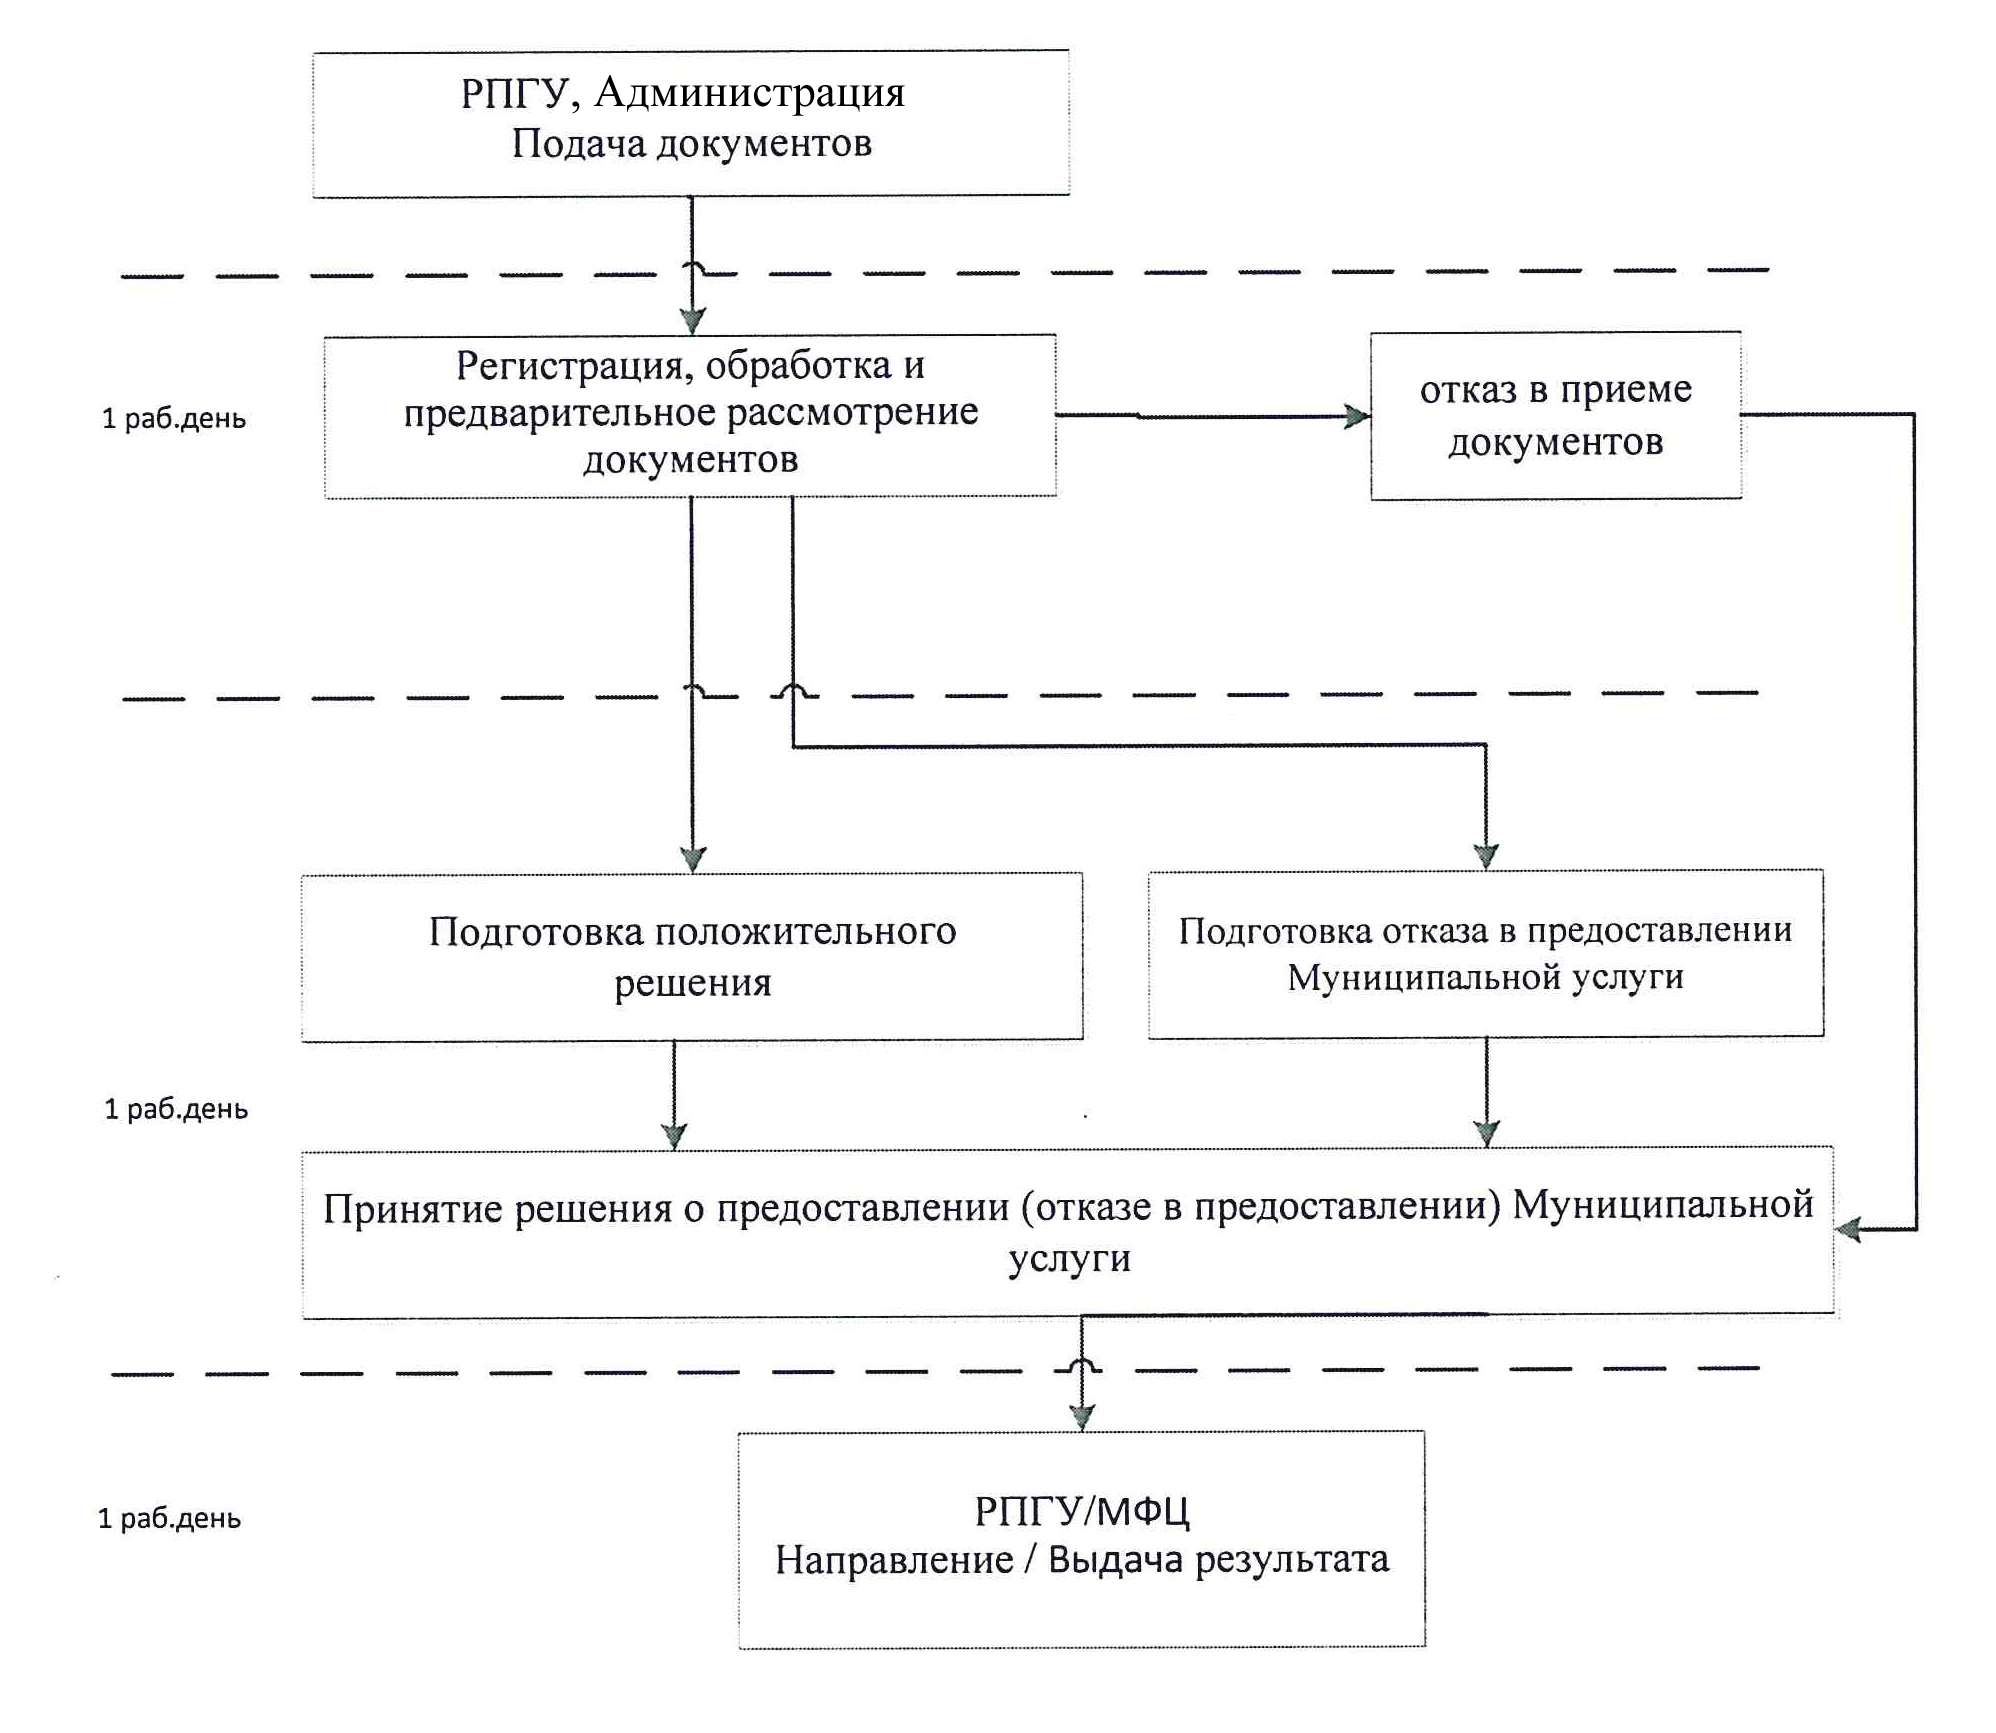 РПГУ, Администрация
Подача документов
1 раб.день
Регистрация, обработка и
предварительное рассмотрение
документов
отказ в приеме
документов
Подготовка положительного
решения
Подготовка отказа в предоставлении
Муниципальной услуги
1 раб.день
Принятие решения о предоставлении (отказе в предоставлении) Муниципальной
услуги
1 раб.день
РПГУ/МФЦ
Направление / Выдача результата